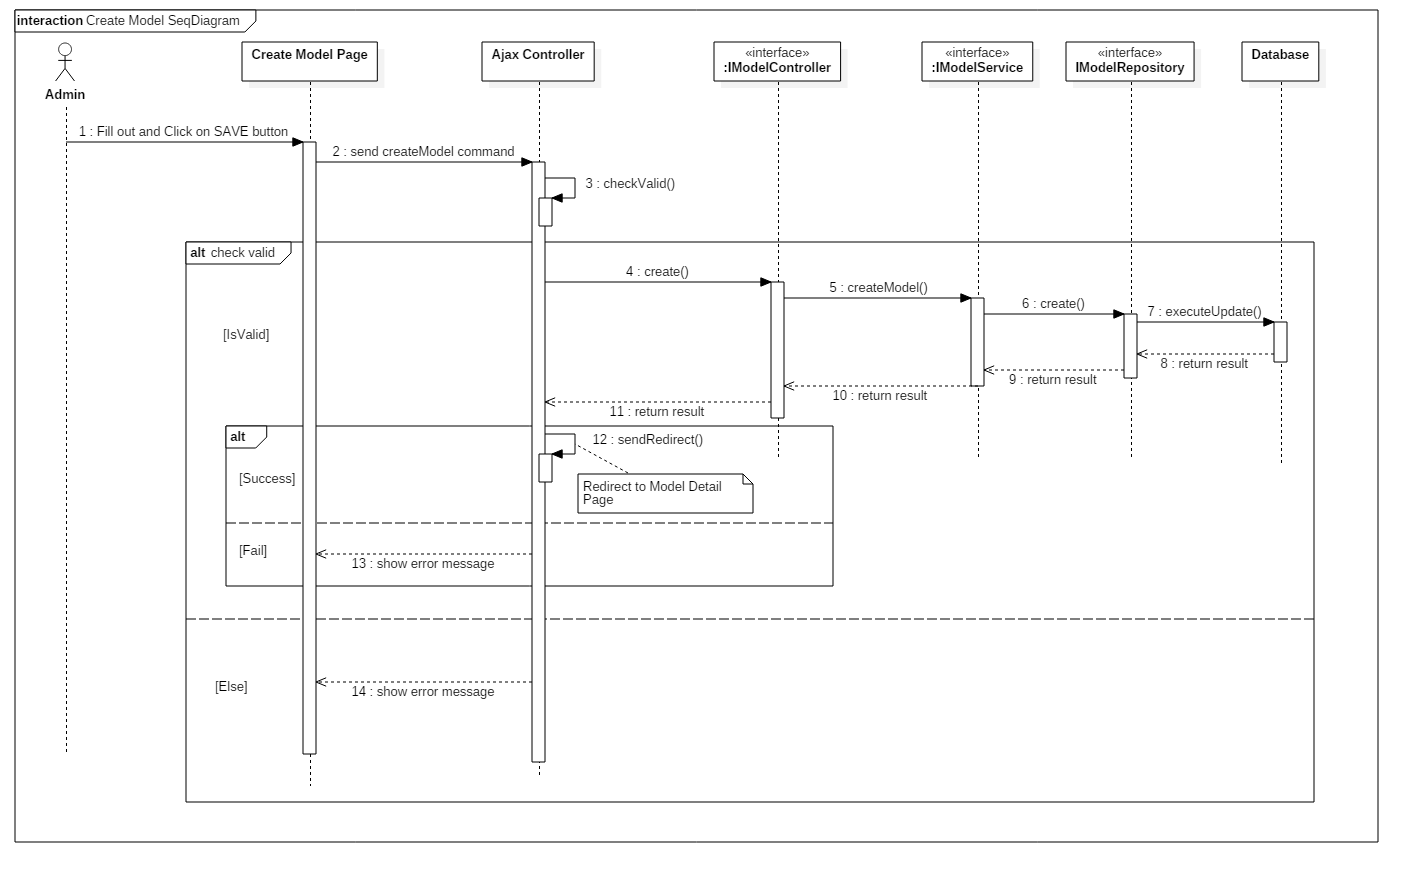 interaction Create Model SeqDiagram
Admin
Create Model Page
Ajax Controller
«interface»
:IModelController
«interface»
:IModelService
«interface»
IModelRepository
Database
1 : Fill out and Click on SAVE button
2 : send createModel command
3 : checkValid()
alt check valid
4 : create()
5 : createModel()
6 : create()
7 : executeUpdate()
[IsValid]
8 : return result
9 : return result
10 : return result
11 : return result
alt
12 : sendRedirect()
[Success]
Redirect to Model Detail
Page
[Fail]
13 : show error message
[Else]
14 : show error message